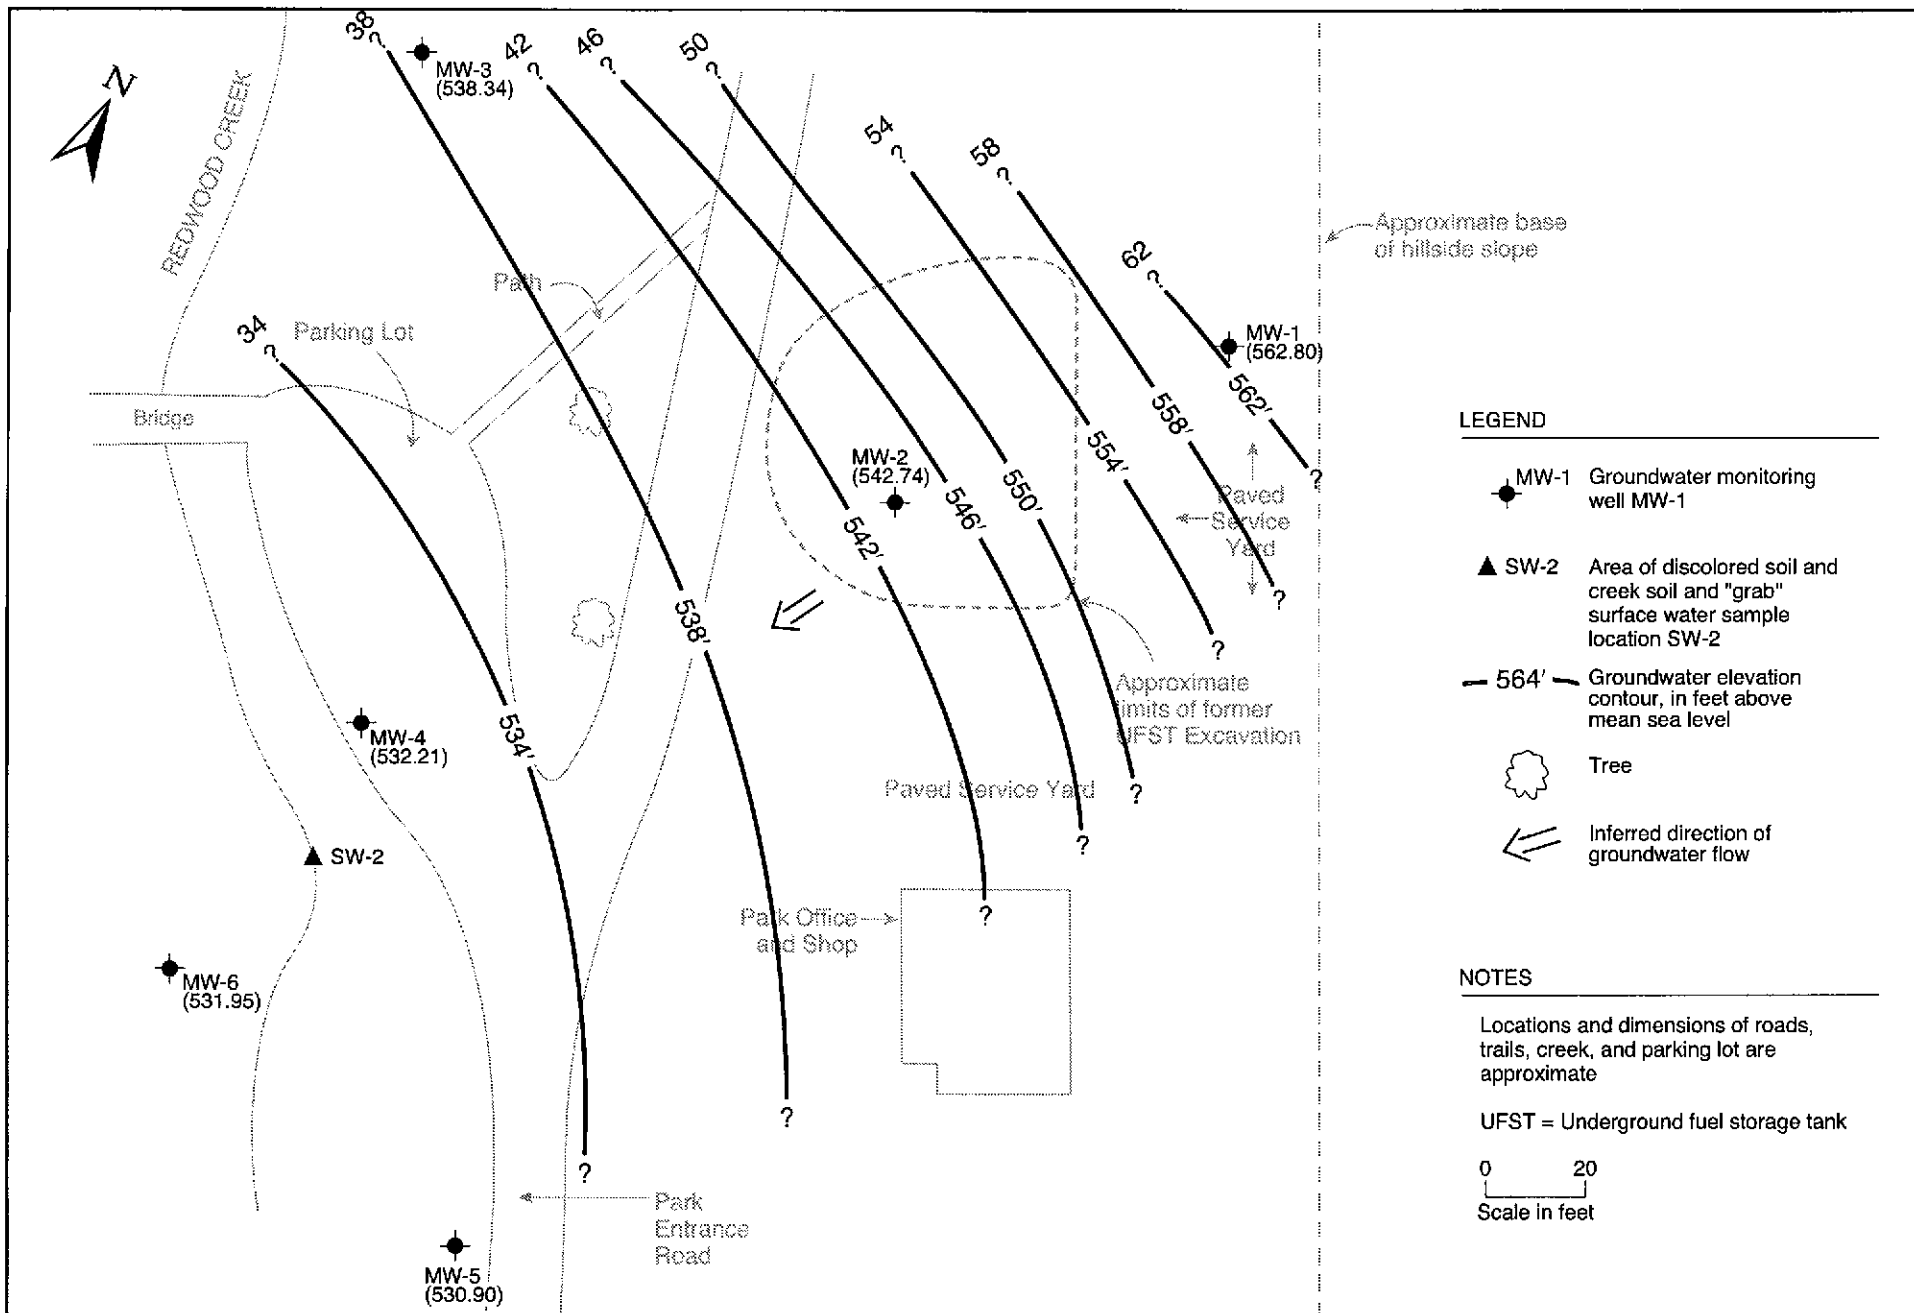 N
REDWOOD CREEK
38
?
MW-3
(538.34)
42
?
46
?
50
?
54
?
58
?
62
?
34
?
Approximate base
of hillside slope
Path
Parking Lot
Bridge
MW-1
(562.80)
MW-2
(542.74)
562'
558'
554'
550'
546'
542'
538'
534'
?
?
?
?
?
?
?
?
Paved
Service
Yard
Approximate
limits of former
UFST Excavation
Paved Service Yard
MW-4
(532.21)
SW-2
MW-6
(531.95)
Park Office
and Shop
Park
Entrance
Road
MW-5
(530.90)
LEGEND
MW-1 Groundwater monitoring
well MW-1
SW-2 Area of discolored soil and
creek soil and "grab"
surface water sample
location SW-2
564' Groundwater elevation
contour, in feet above
mean sea level
Tree
Inferred direction of
groundwater flow
NOTES
Locations and dimensions of roads,
trails, creek, and parking lot are
approximate
UFST = Underground fuel storage tank
0 20
Scale in feet